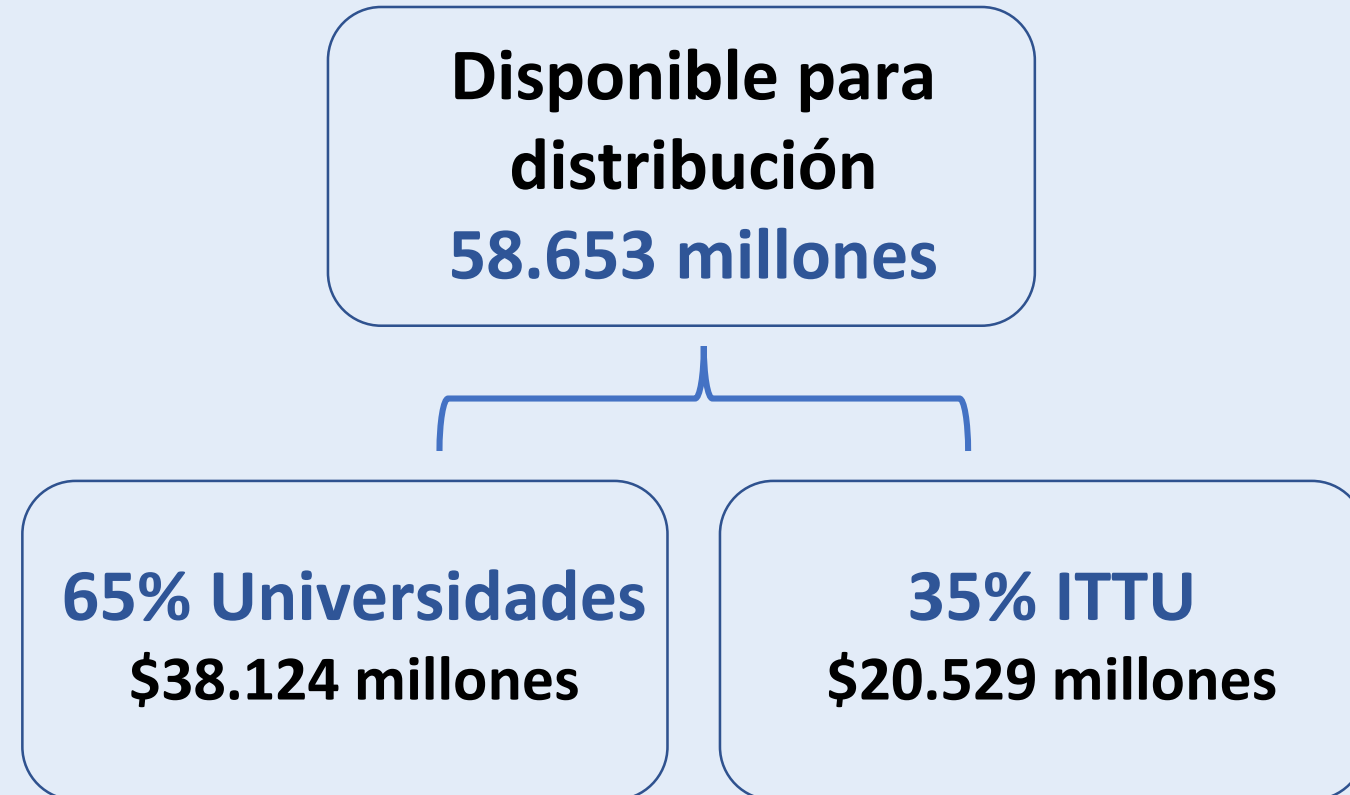 Disponible para
distribución
58.653 millones
65% Universidades
$38.124 millones
35% ITTU
$20.529 millones